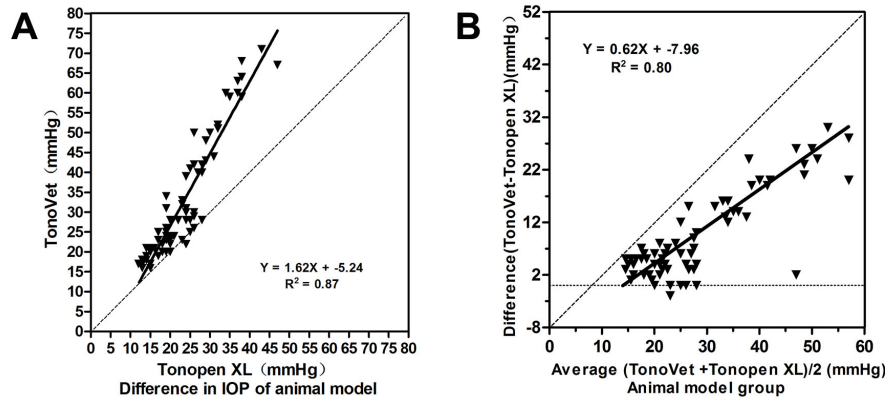 A
TonoVet （mmHg）
80
75
70
65
60
55
50
45
40
35
30
25
20
15
10
5
0
Y = 1.62X + -5.24
R² = 0.87
0 5 10 15 20 25 30 35 40 45 50 55 60 65 70 75 80
Tonopen XL （mmHg）
Difference in IOP of animal model
B
Difference(TonoVet-Tonopen XL)(mmHg）
52
42
32
22
12
2
-8
Y = 0.62X + -7.96
R² = 0.80
0 10 20 30 40 50 60
Average (TonoVet +Tonopen XL)/2 (mmHg)
Animal model group